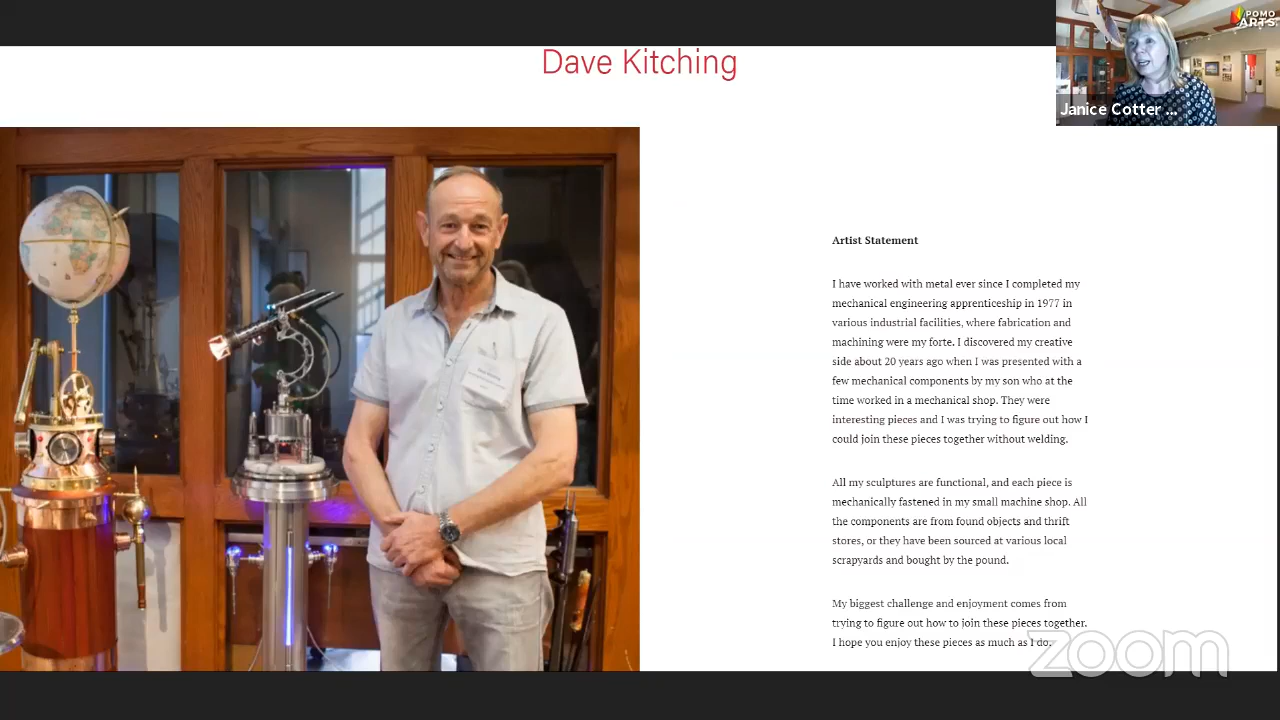 Dave Kitching
POMO
ARTS
Janice Cotter ...
Artist Statement
I have worked with metal ever since I completed my
mechanical engineering apprenticeship in 1977 in
various industrial facilities, where fabrication and
machining were my forte. I discovered my creative
side about 20 years ago when I was presented with a
few mechanical components by my son who at the
time worked in a mechanical shop. They were
interesting pieces and I was trying to figure out how I
could join these pieces together without welding.
All my sculptures are functional, and each piece is
mechanically fastened in my small machine shop. All
the components are from found objects and thrift
stores, or they have been sourced at various local
scrapyards and bought by the pound.
My biggest challenge and enjoyment comes from
trying to figure out how to join these pieces together.
I hope you enjoy these pieces as much as I do.
zoom